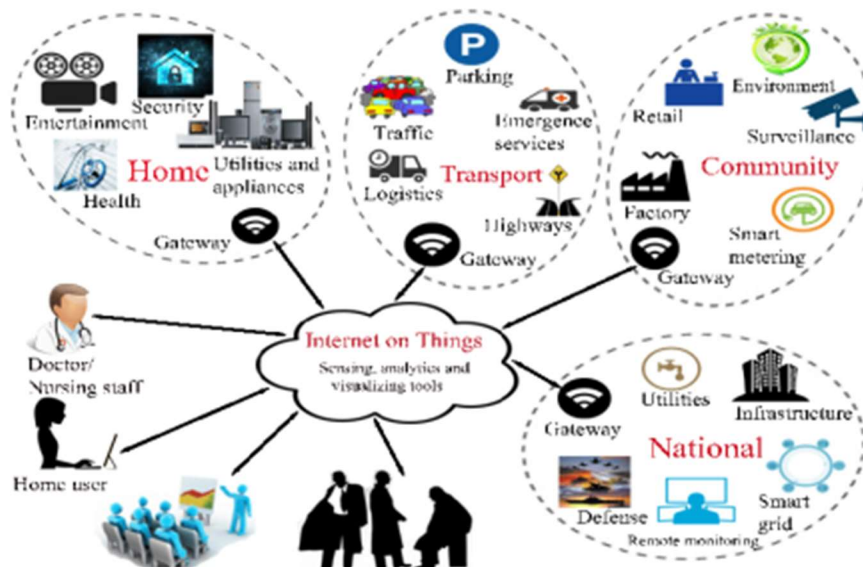 Entertainment
Security
Health
Home
Utilities and
appliances
Gateway
P
Parking
Traffic
Emergence
services
Logistics
Transport
Highways
Gateway
Retail
Environment
Surveillance
Community
Factory
Smart
metering
Gateway
Internet on Things
Sensing, analytics and
visualizing tools
Doctor/
Nursing staff
Home user
Gateway
Utilities
Infrastructure
National
Defense
Remote monitoring
Smart
grid